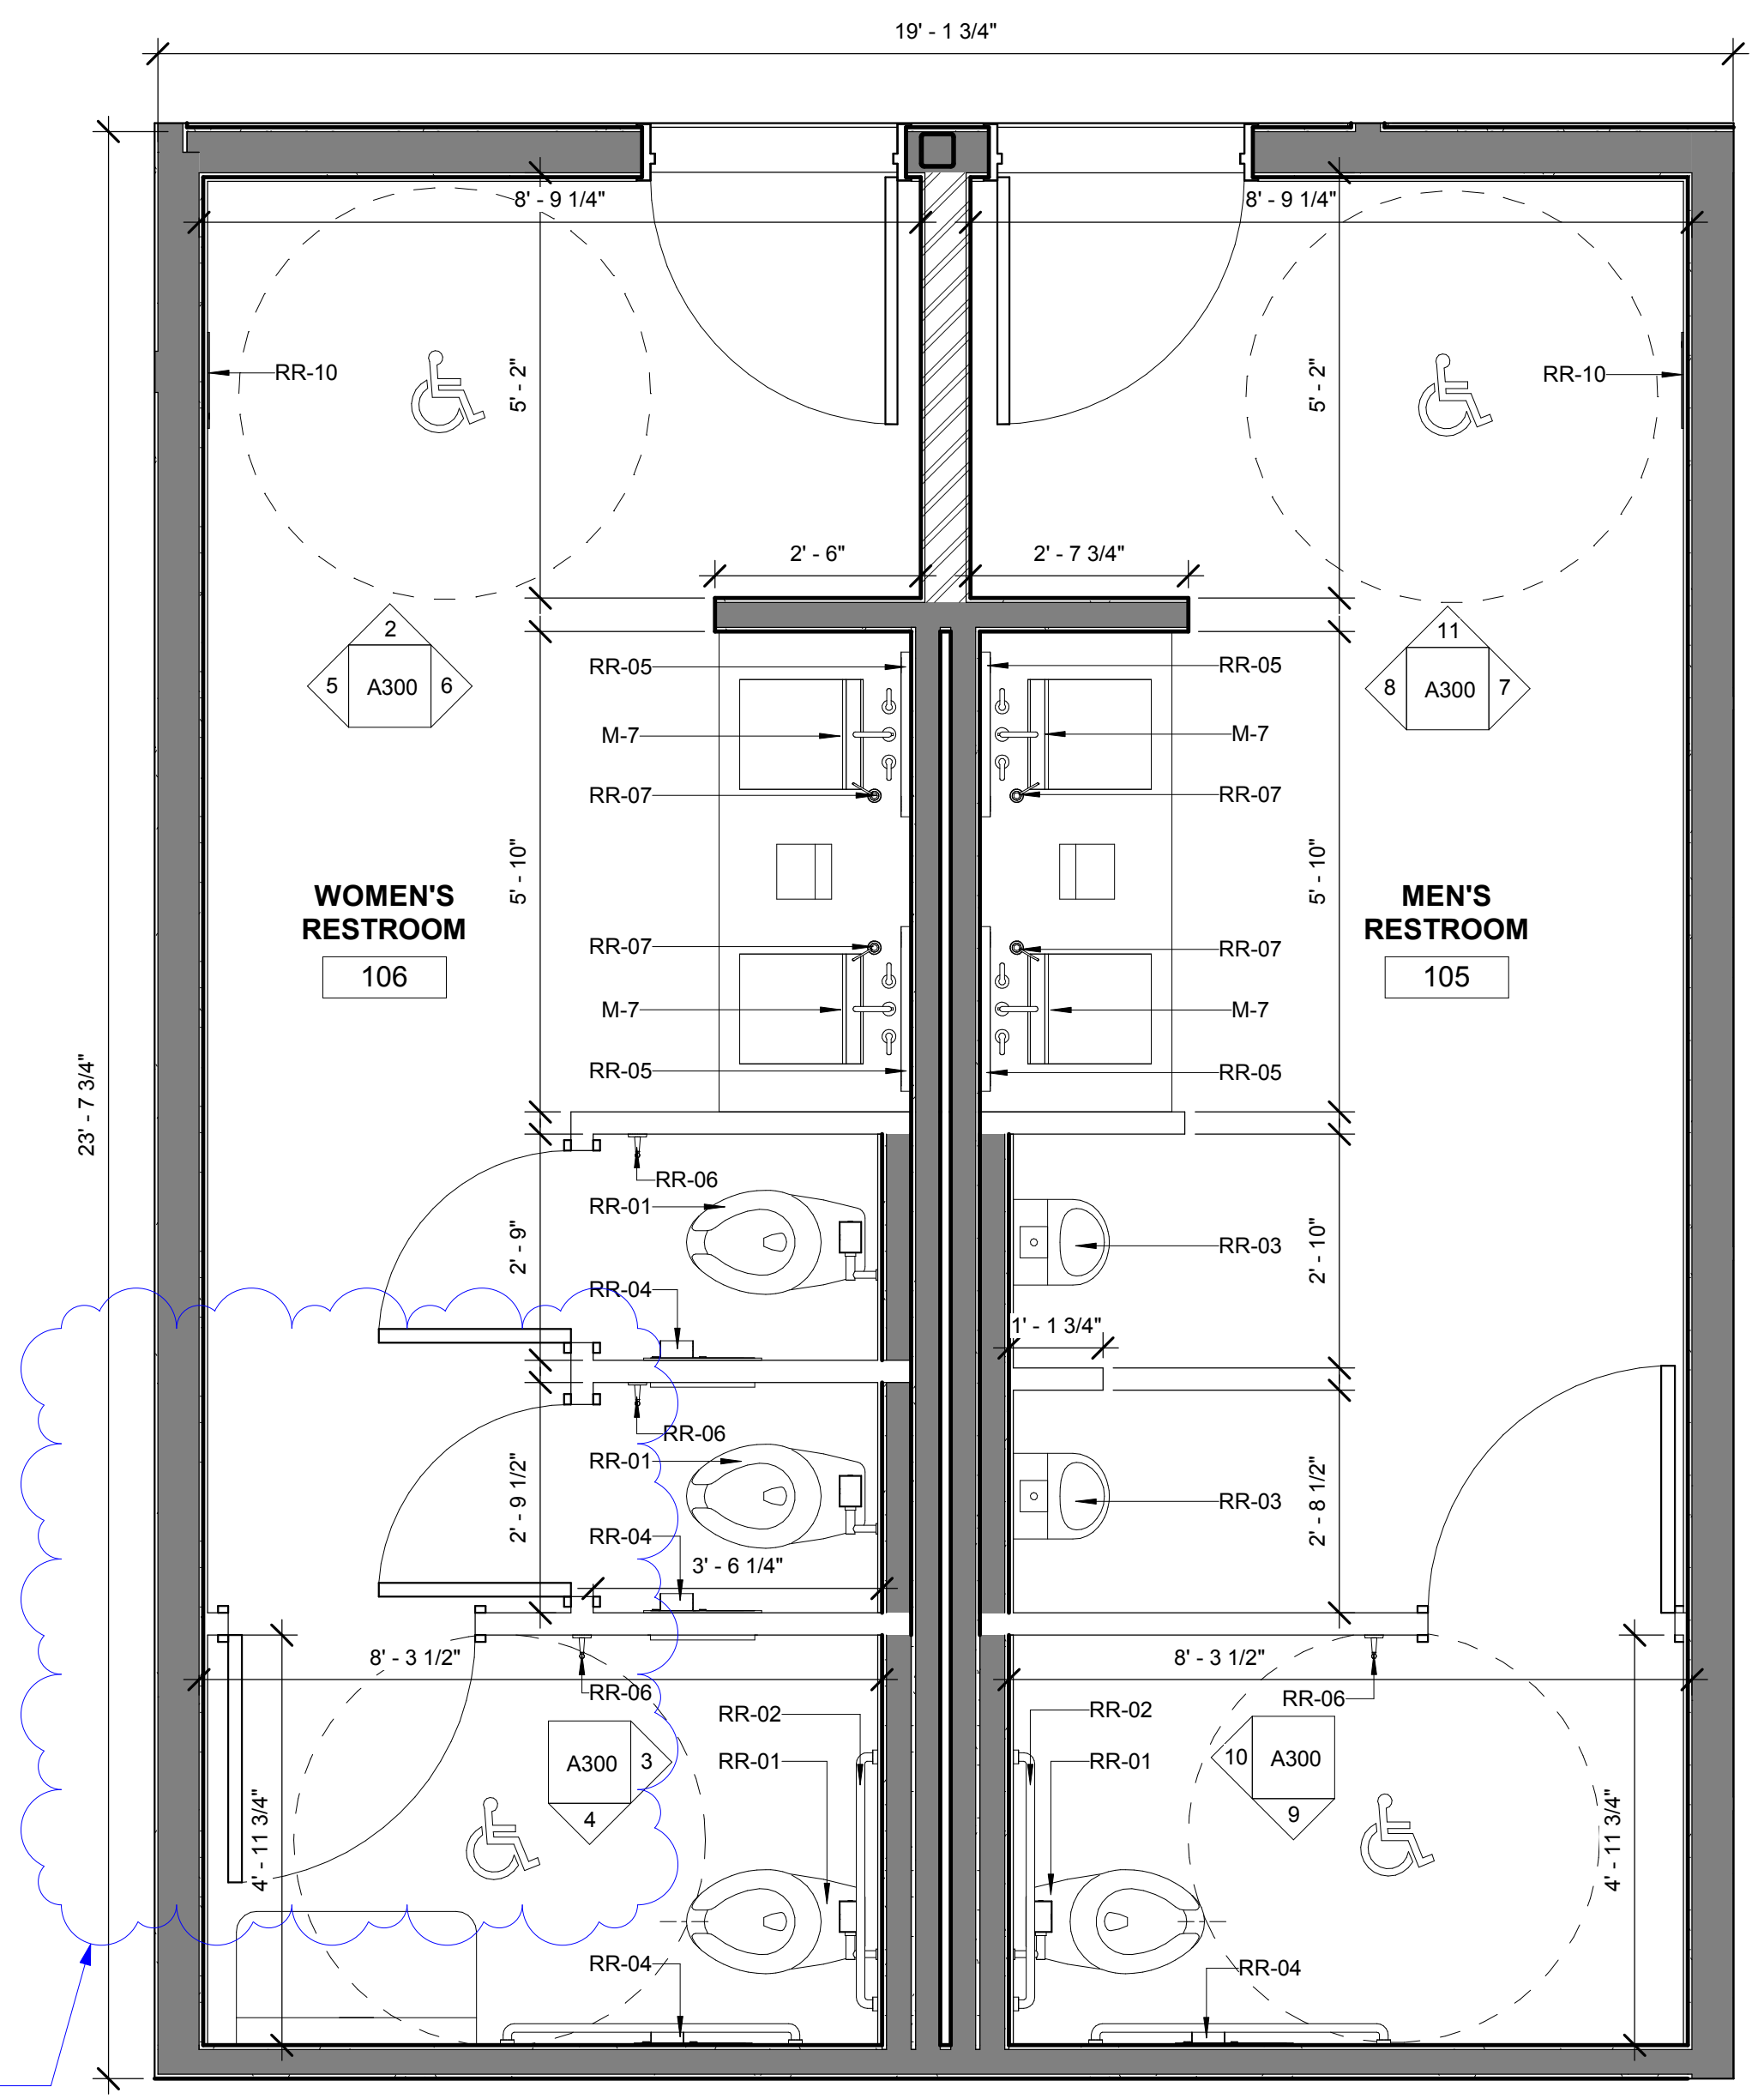 19' - 1 3/4"
8' - 9 1/4"
8' - 9 1/4"
RR-10
5' - 2"
5' - 2"
RR-10
2' - 6"
2' - 7 3/4"
2
5
A300
6
11
8
A300
7
RR-05
RR-05
M-7
M-7
RR-07
RR-07
5' - 10"
5' - 10"
WOMEN'S
RESTROOM
106
MEN'S
RESTROOM
105
RR-07
RR-07
M-7
M-7
RR-05
RR-05
23' - 7 3/4"
RR-06
RR-01
2' - 9"
RR-03
2' - 10"
RR-04
1' - 1 3/4"
RR-06
RR-01
2' - 9 1/2"
RR-03
2' - 8 1/2"
RR-04
3' - 6 1/4"
8' - 3 1/2"
8' - 3 1/2"
RR-06
RR-06
RR-02
RR-02
A300
3
4
RR-01
RR-01
10
A300
9
4' - 11 3/4"
4' - 11 3/4"
RR-04
RR-04